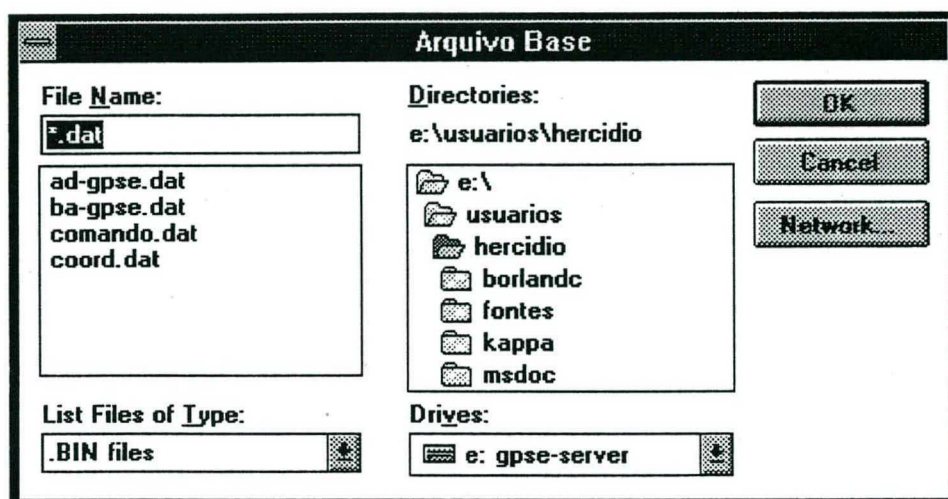 Arquivo Base
File Name:
*.dat
ad-gpse.dat
ba-gpse.dat
comando.dat
coord.dat
List Files of Type:
.BIN files
Directories:
e:\usuarios\hercidio
e:\
usuarios
hercidio
borlandc
fontes
kappa
msdoc
Drives:
e: gpse-server
OK
Cancel
Network...